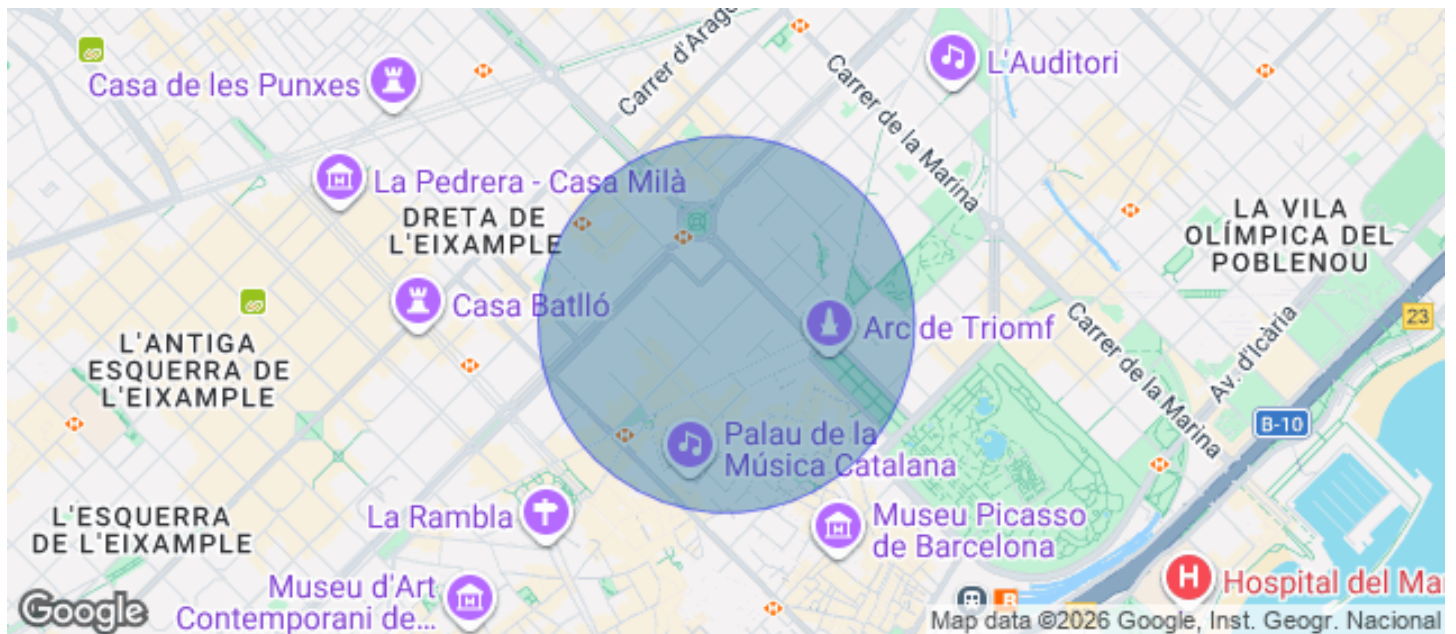 Carrer d'Arago
L'Auditori
Casa de les Punxes
Carrer de la Marina
La Pedrera - Casa Milà
DRETA DE
L'EIXAMPLE
LA VILA
OLÍMPICA DEL
POBLENOU
Casa Batlló
Arc de Triomf
23
L'ANTIGA
ESQUERRA DE
L'EIXAMPLE
Carrer de la Marina
Av. d'Icària
B-10
Palau de la
Música Catalana
La Rambla
Museu Picasso
de Barcelona
L'ESQUERRA
DE L'EIXAMPLE
Museu d'Art
Contemporani de...
H Hospital del Ma
Google
Map data ©2026 Google, Inst. Geogr. Nacional